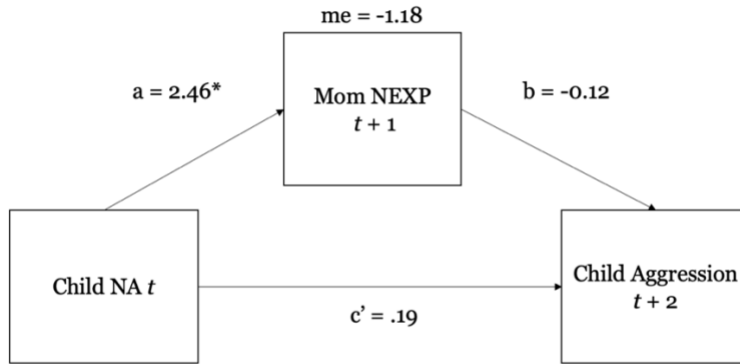 me = -1.18
a = 2.46*
Mom NEXP
t + 1
b = -0.12
Child NA t
c’ = .19
Child Aggression
t + 2